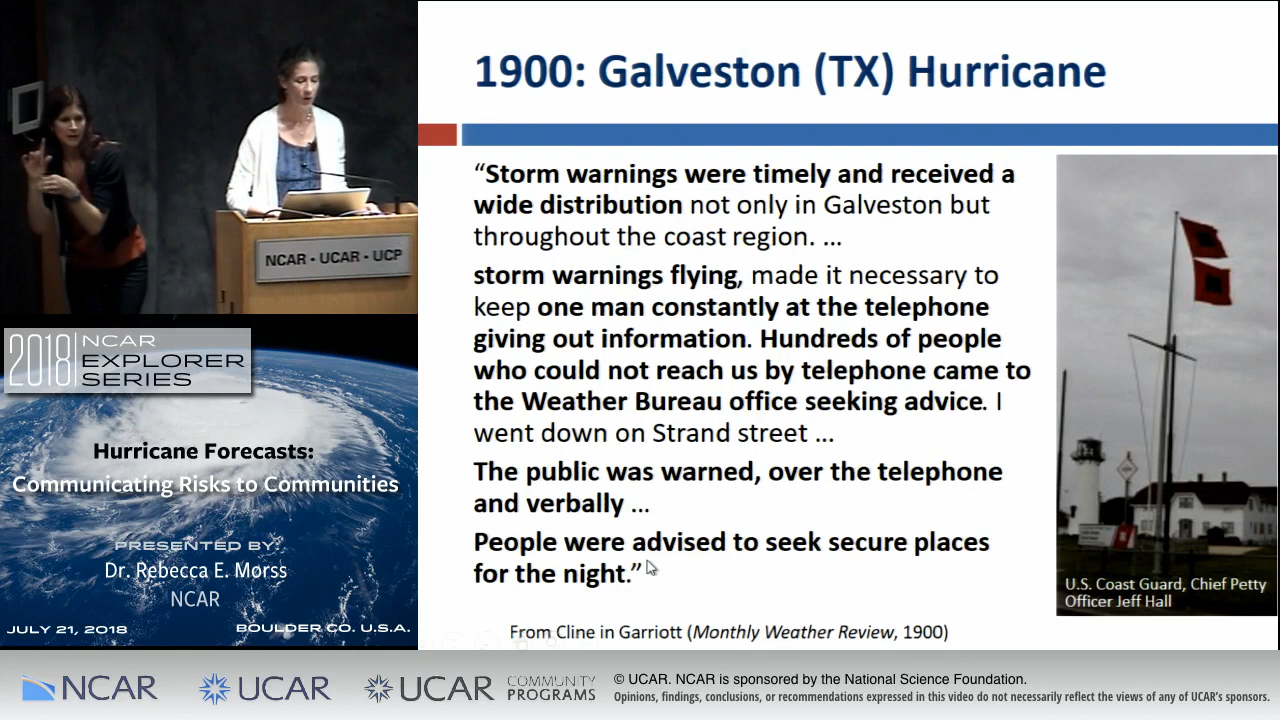 1900: Galveston (TX) Hurricane
“Storm warnings were timely and received a
wide distribution not only in Galveston but
throughout the coast region. ...
storm warnings flying, made it necessary to
keep one man constantly at the telephone
giving out information. Hundreds of people
who could not reach us by telephone came to
the Weather Bureau office seeking advice. I
went down on Strand street ...
The public was warned, over the telephone
and verbally ...
People were advised to seek secure places
for the night.”
From Cline in Garriott (Monthly Weather Review, 1900)
U.S. Coast Guard, Chief Petty
Officer Jeff Hall
NCAR • UCAR • UCP
2018 NCAR
EXPLORER
SERIES
Hurricane Forecasts:
Communicating Risks to Communities
PRESENTED BY:
Dr. Rebecca E. Morss
NCAR
JULY 21, 2018 BOULDER CO. U.S.A.
NCAR UCAR UCAR COMMUNITY
PROGRAMS
© UCAR. NCAR is sponsored by the National Science Foundation.
Opinions, findings, conclusions, or recommendations expressed in this video do not necessarily reflect the views of any of UCAR's sponsors.